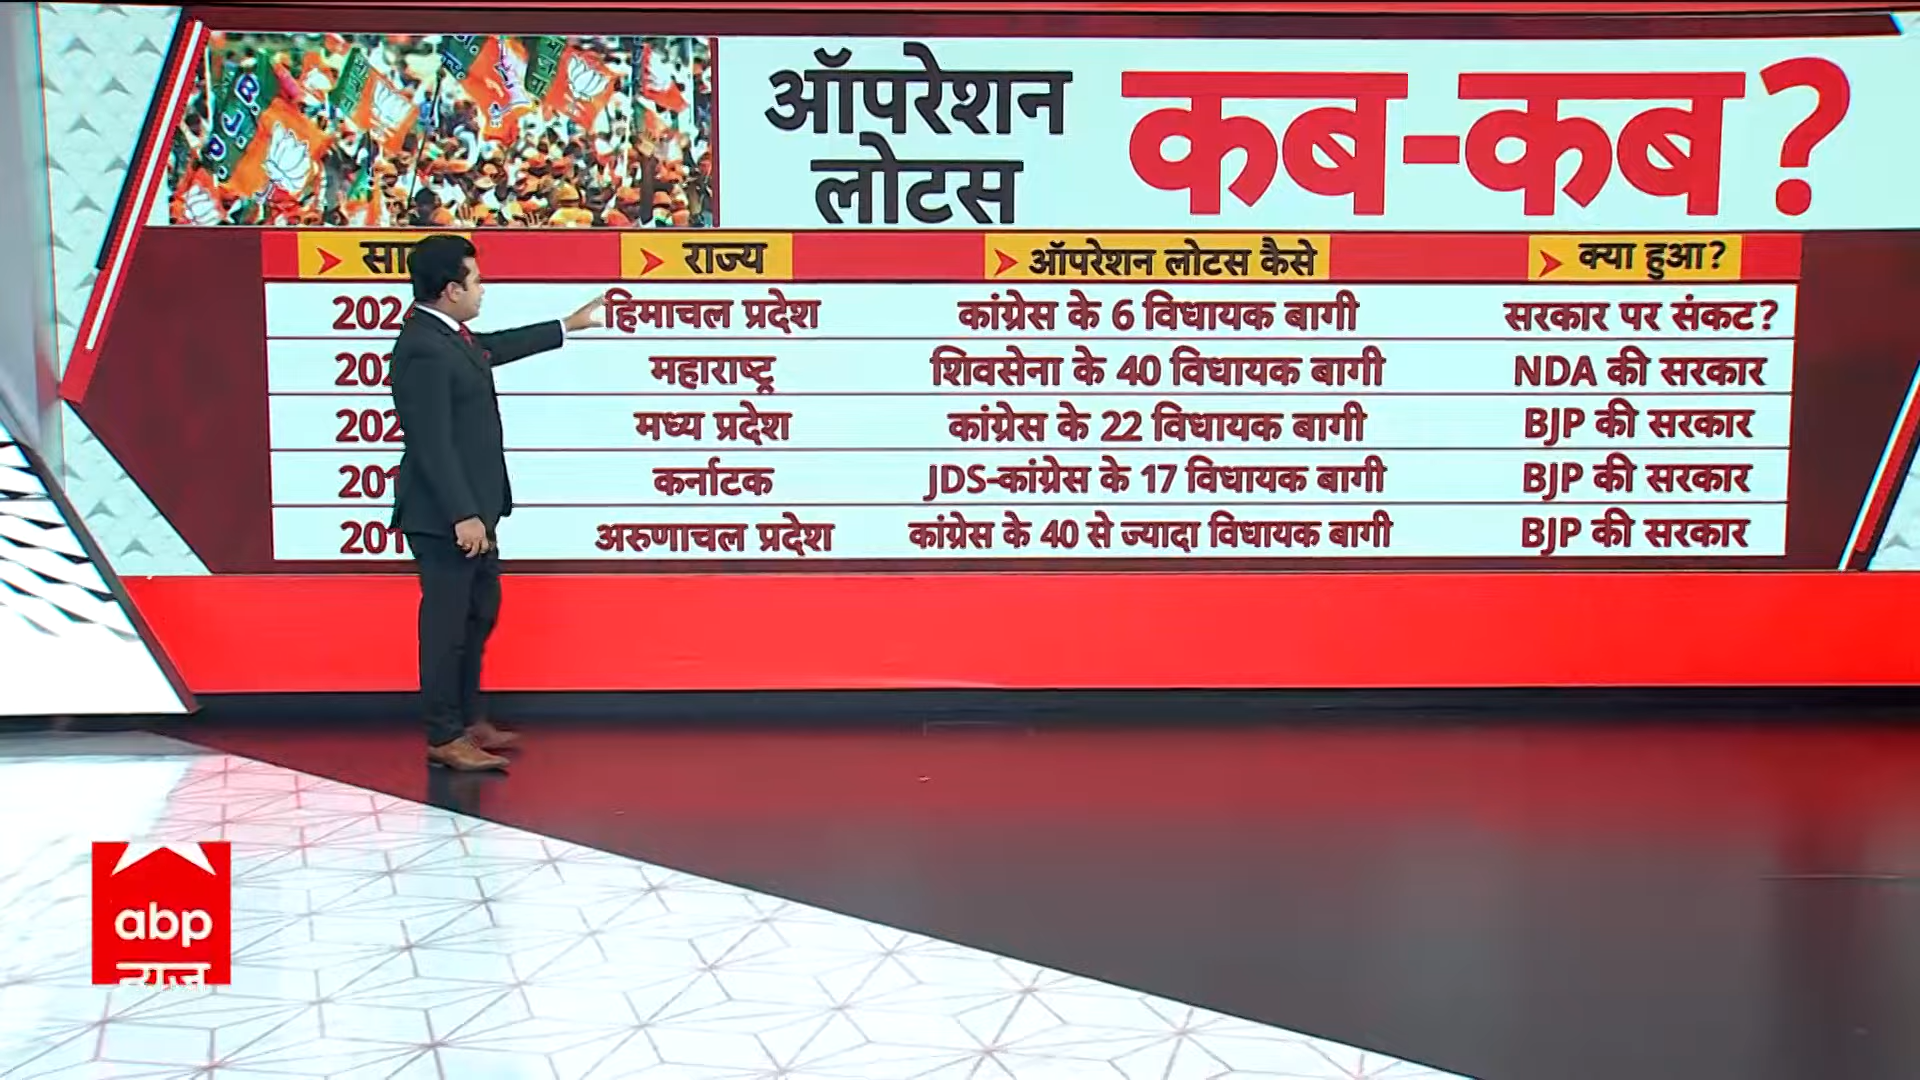 B.J.P.
ऑपरेशन
लोटस
कब-कब?
राज्य ऑपरेशन लोटस कैसे क्या हुआ?
हिमाचल प्रदेश कांग्रेस के 6 विधायक बागी सरकार पर संकट?
महाराष्ट्र शिवसेना के 40 विधायक बागी NDA की सरकार
मध्य प्रदेश कांग्रेस के 22 विधायक बागी BJP की सरकार
कर्नाटक JDS-कांग्रेस के 17 विधायक बागी BJP की सरकार
अरुणाचल प्रदेश कांग्रेस के 40 से ज्यादा विधायक बागी BJP की सरकार
abp
न्यूज़